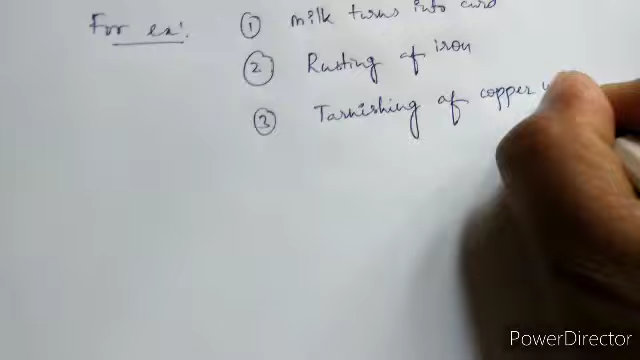 For ex:
① milk turns into curd
② Rusting of iron
③ Tarnishing of copper
PowerDirector